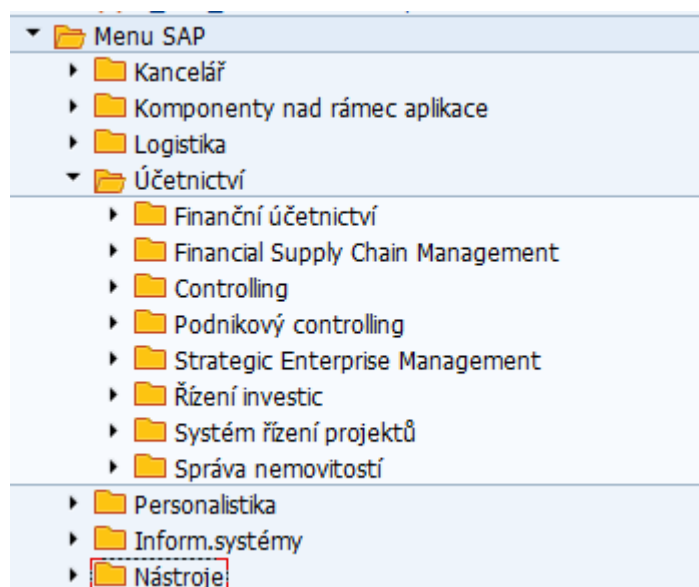 Menu SAP
Kancelář
Komponenty nad rámec aplikace
Logistika
Účetnictví
Finanční účetnictví
Financial Supply Chain Management
Controlling
Podnikový controlling
Strategic Enterprise Management
Řízení investic
Systém řízení projektů
Správa nemovitostí
Personalistika
Inform.systémy
Nástroje